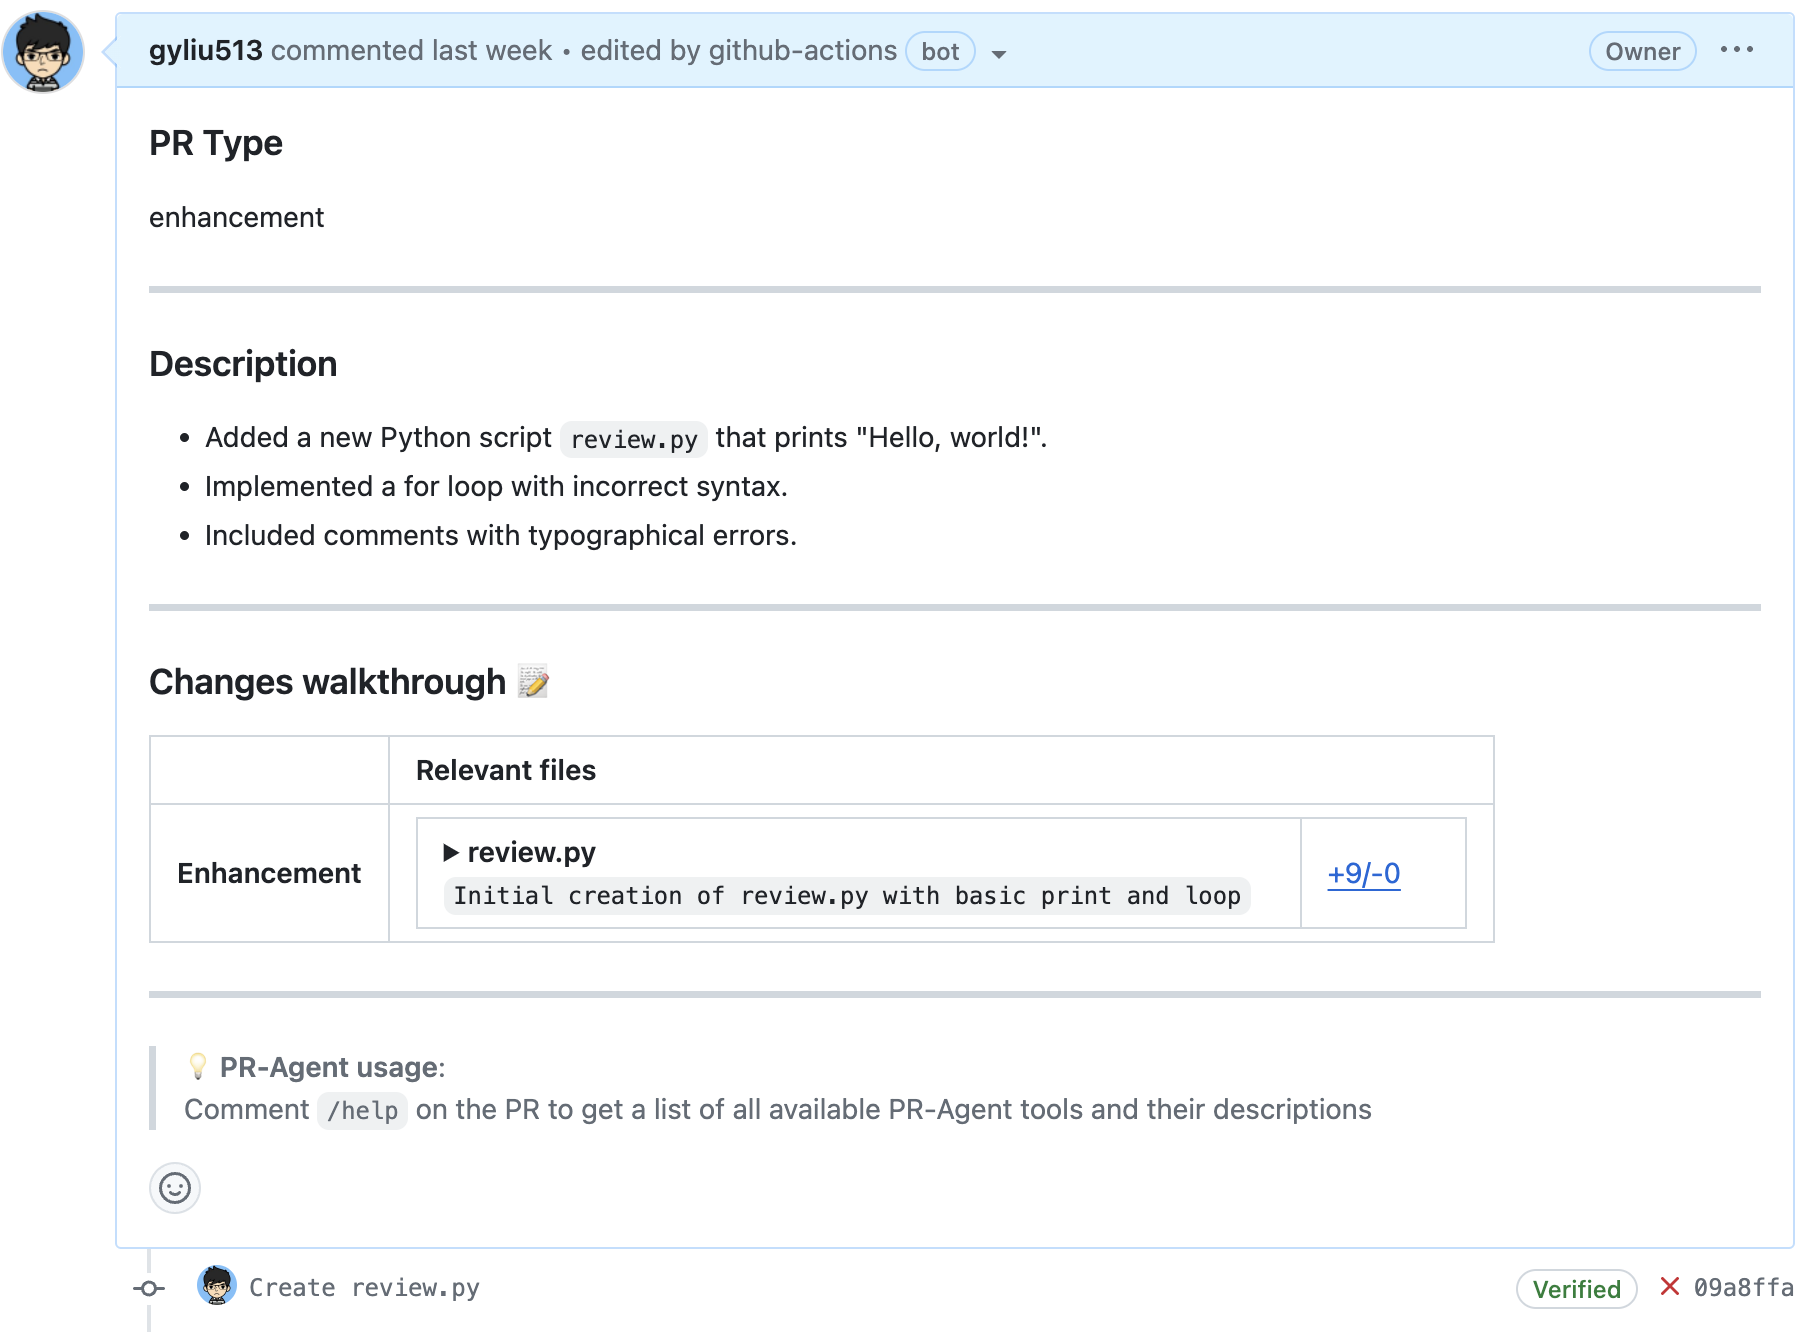 gyliu513 commented last week • edited by github-actions bot
Owner
PR Type
enhancement
Description
• Added a new Python script review.py that prints "Hello, world!".
• Implemented a for loop with incorrect syntax.
• Included comments with typographical errors.
Changes walkthrough 📝
Relevant files
Enhancement
▶ review.py
Initial creation of review.py with basic print and loop
+9/-0
💡 PR-Agent usage:
Comment /help on the PR to get a list of all available PR-Agent tools and their descriptions
Create review.py
Verified
09a8ffa